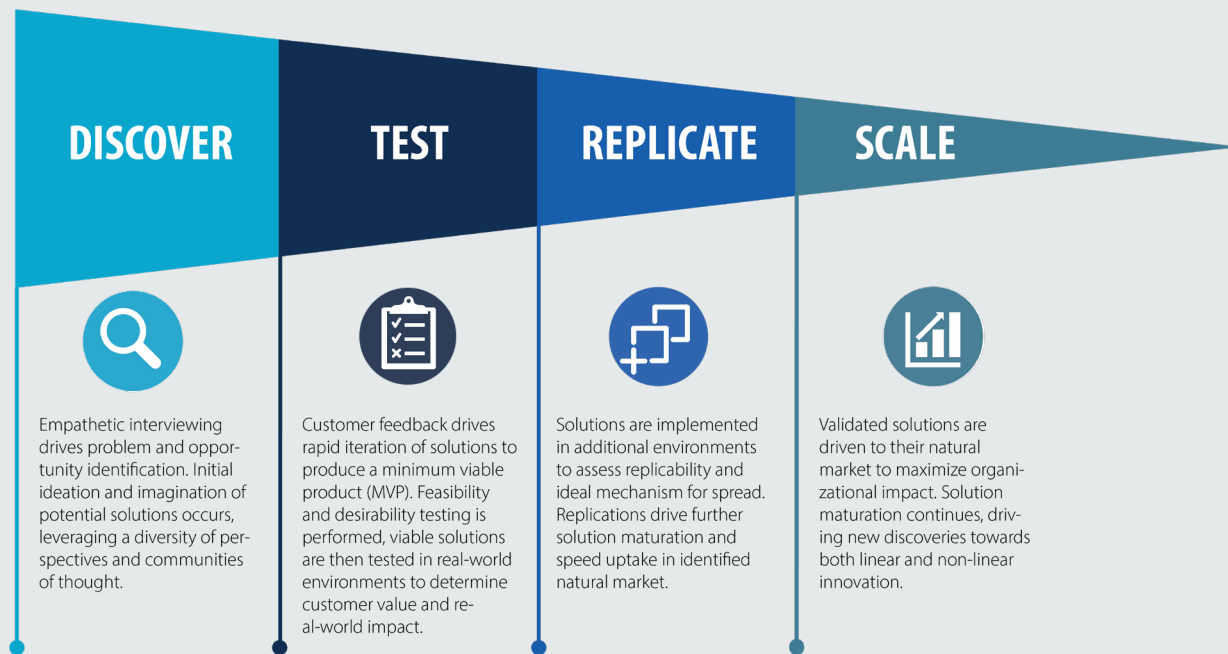 DISCOVER
TEST
REPLICATE
SCALE
Empathetic interviewing
drives problem and oppor-
tunity identification. Initial
ideation and imagination of
potential solutions occurs,
leveraging a diversity of per-
spectives and communities
of thought.
Customer feedback drives
rapid iteration of solutions to
produce a minimum viable
product (MVP). Feasibility
and desirability testing is
performed, viable solutions
are then tested in real-world
environments to determine
customer value and re-
al-world impact.
Solutions are implemented
in additional environments
to assess replicability and
ideal mechanism for spread.
Replications drive further
solution maturation and
speed uptake in identified
natural market.
Validated solutions are
driven to their natural
market to maximize organi-
zational impact. Solution
maturation continues, driv-
ing new discoveries towards
both linear and non-linear
innovation.